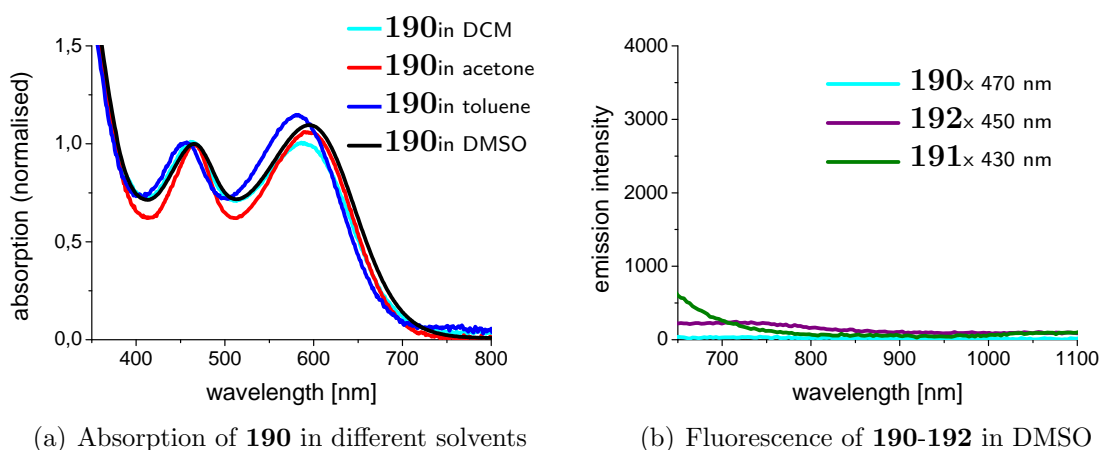 190in DCM
190in acetone
190in toluene
190in DMSO
1,5
1,0
0,5
0,0
400 500 600 700 800
absorption (normalised)
wavelength [nm]
(a) Absorption of 190 in different solvents
190x 470 nm
192x 450 nm
191x 430 nm
4000
3000
2000
1000
0
700 800 900 1000 1100
emission intensity
wavelength [nm]
(b) Fluorescence of 190-192 in DMSO